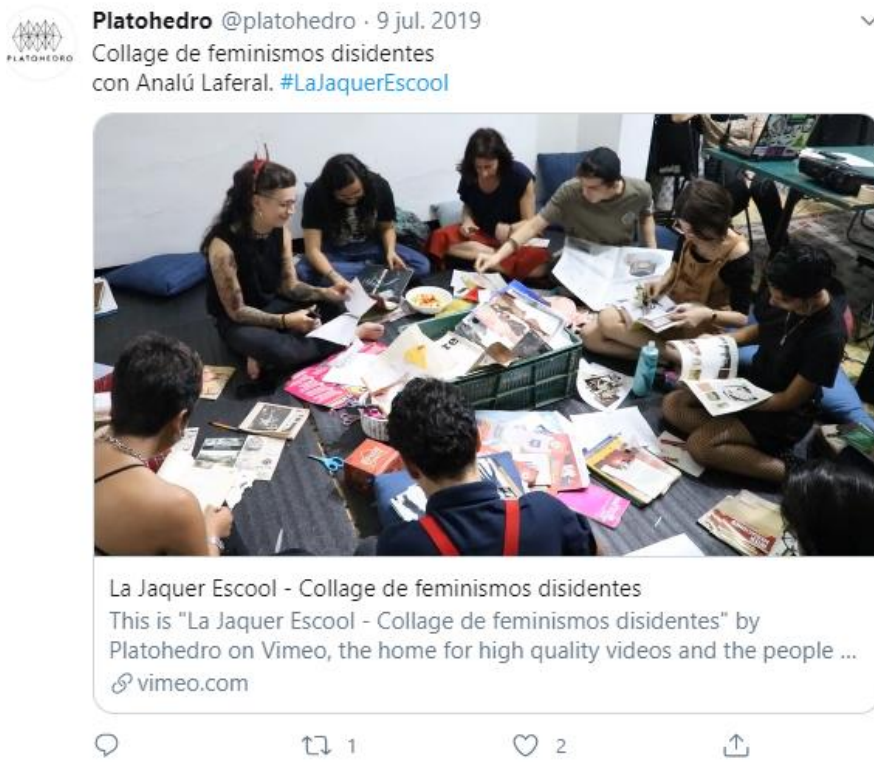 Platohedro @platohedro · 9 jul. 2019
PLATOHEDRO
Collage de feminismos disidentes
con Analú Laferal. #LaJaquerEscool
La Jaquer Escool - Collage de feminismos disidentes
This is "La Jaquer Escool - Collage de feminismos disidentes" by
Platohedro on Vimeo, the home for high quality videos and the people ...
vimeo.com
1
2